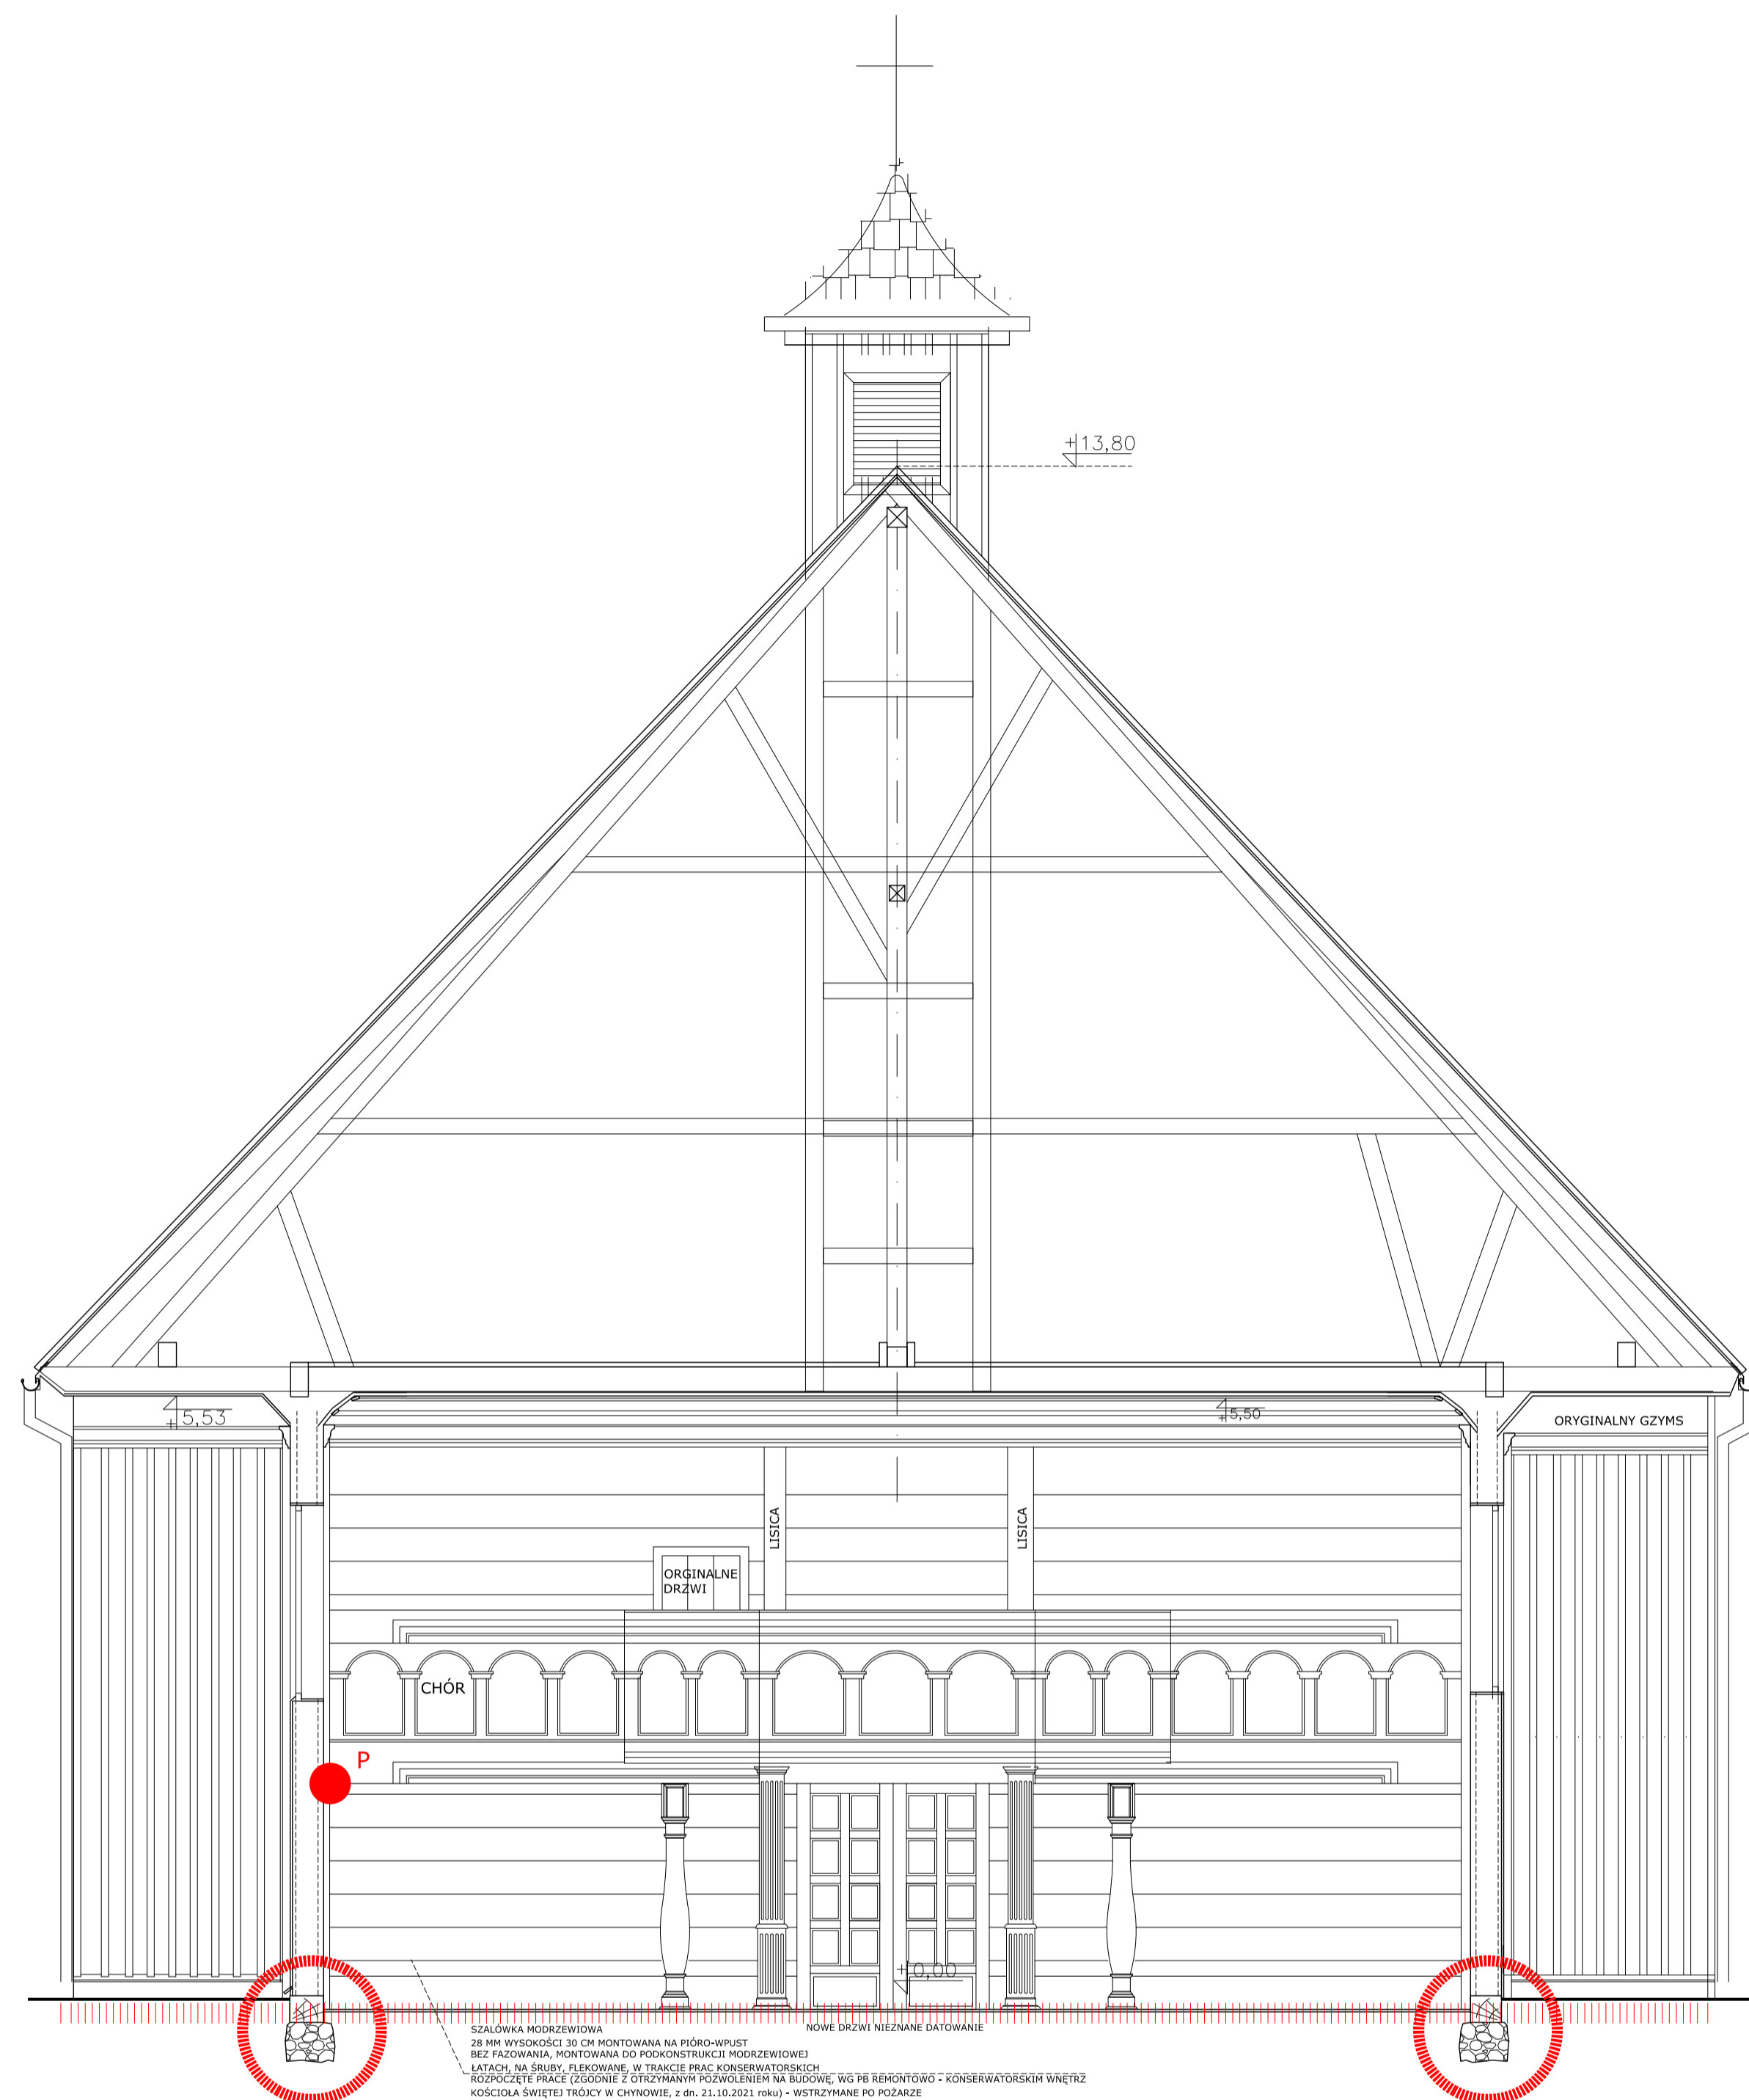 +13,80
+5,53
+5,50
ORYGINALNY GZYMS
LISICA
LISICA
ORGINALNE
DRZWI
CHÓR
P
+0,00
NOWE DRZWI NIEZNANE DATOWANIE
SZALÓWKA MODRZEWIOWA
28 MM WYSOKOŚCI 30 CM MONTOWANA NA PIÓRO-WPUST
BEZ FAZOWANIA, MONTOWANA DO PODKONSTRUKCJI MODRZEWIOWEJ
ŁATACH, NA ŚRUBY, FLEKOWANE, W TRAKCIE PRAC KONSERWATORSKICH
ROZPOCZĘTE PRACE (ZGODNIE Z OTRZYMANYM POZWOLENIEM NA BUDOWĘ, WG PB REMONTOWO - KONSERWATORSKIM WNĘTRZ
KOŚCIOŁA ŚWIĘTEJ TRÓJCY W CHYNOWIE, z dn. 21.10.2021 roku) - WSTRZYMANE PO POŻARZE